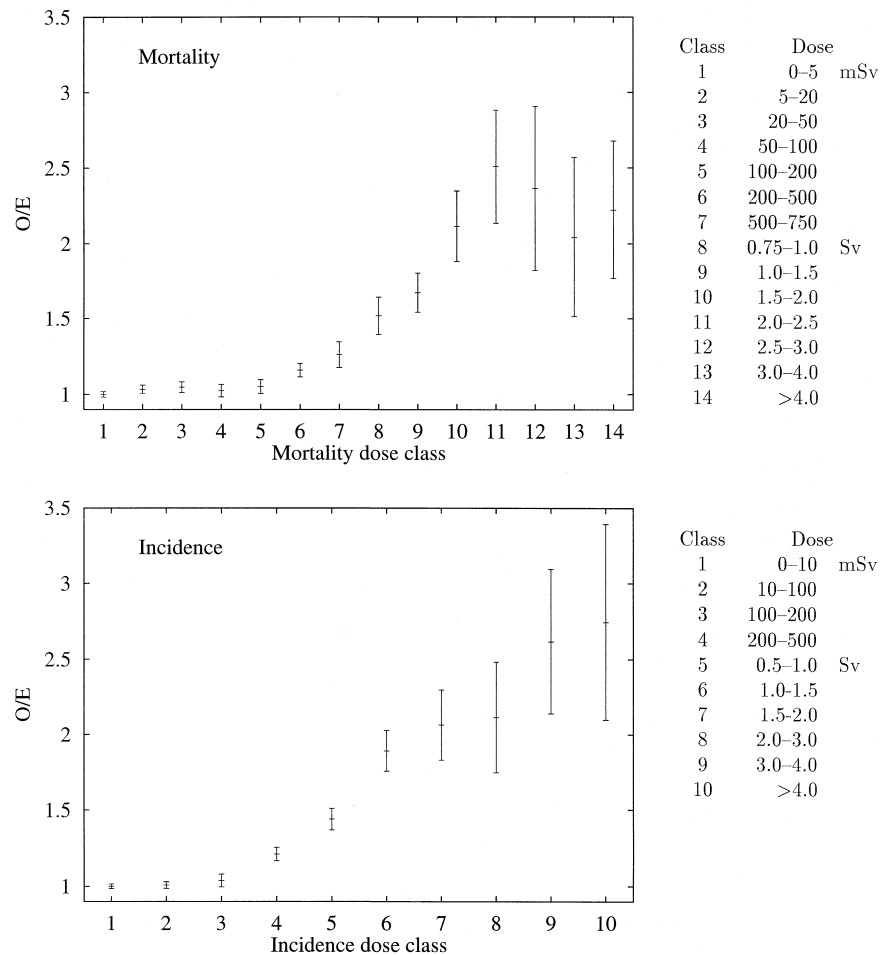 3.5
Mortality
3
2.5
O/E
2
1.5
1
1 2 3 4 5 6 7 8 9 10 11 12 13 14
Mortality dose class
Class Dose
1 0–5 mSv
2 5–20
3 20–50
4 50–100
5 100–200
6 200–500
7 500–750
8 0.75–1.0 Sv
9 1.0–1.5
10 1.5–2.0
11 2.0–2.5
12 2.5–3.0
13 3.0–4.0
14 >4.0
3.5
Incidence
3
2.5
O/E
2
1.5
1
1 2 3 4 5 6 7 8 9 10
Incidence dose class
Class Dose
1 0–10 mSv
2 10–100
3 100–200
4 200–500
5 0.5–1.0 Sv
6 1.0-1.5
7 1.5-2.0
8 2.0–3.0
9 3.0–4.0
10 >4.0